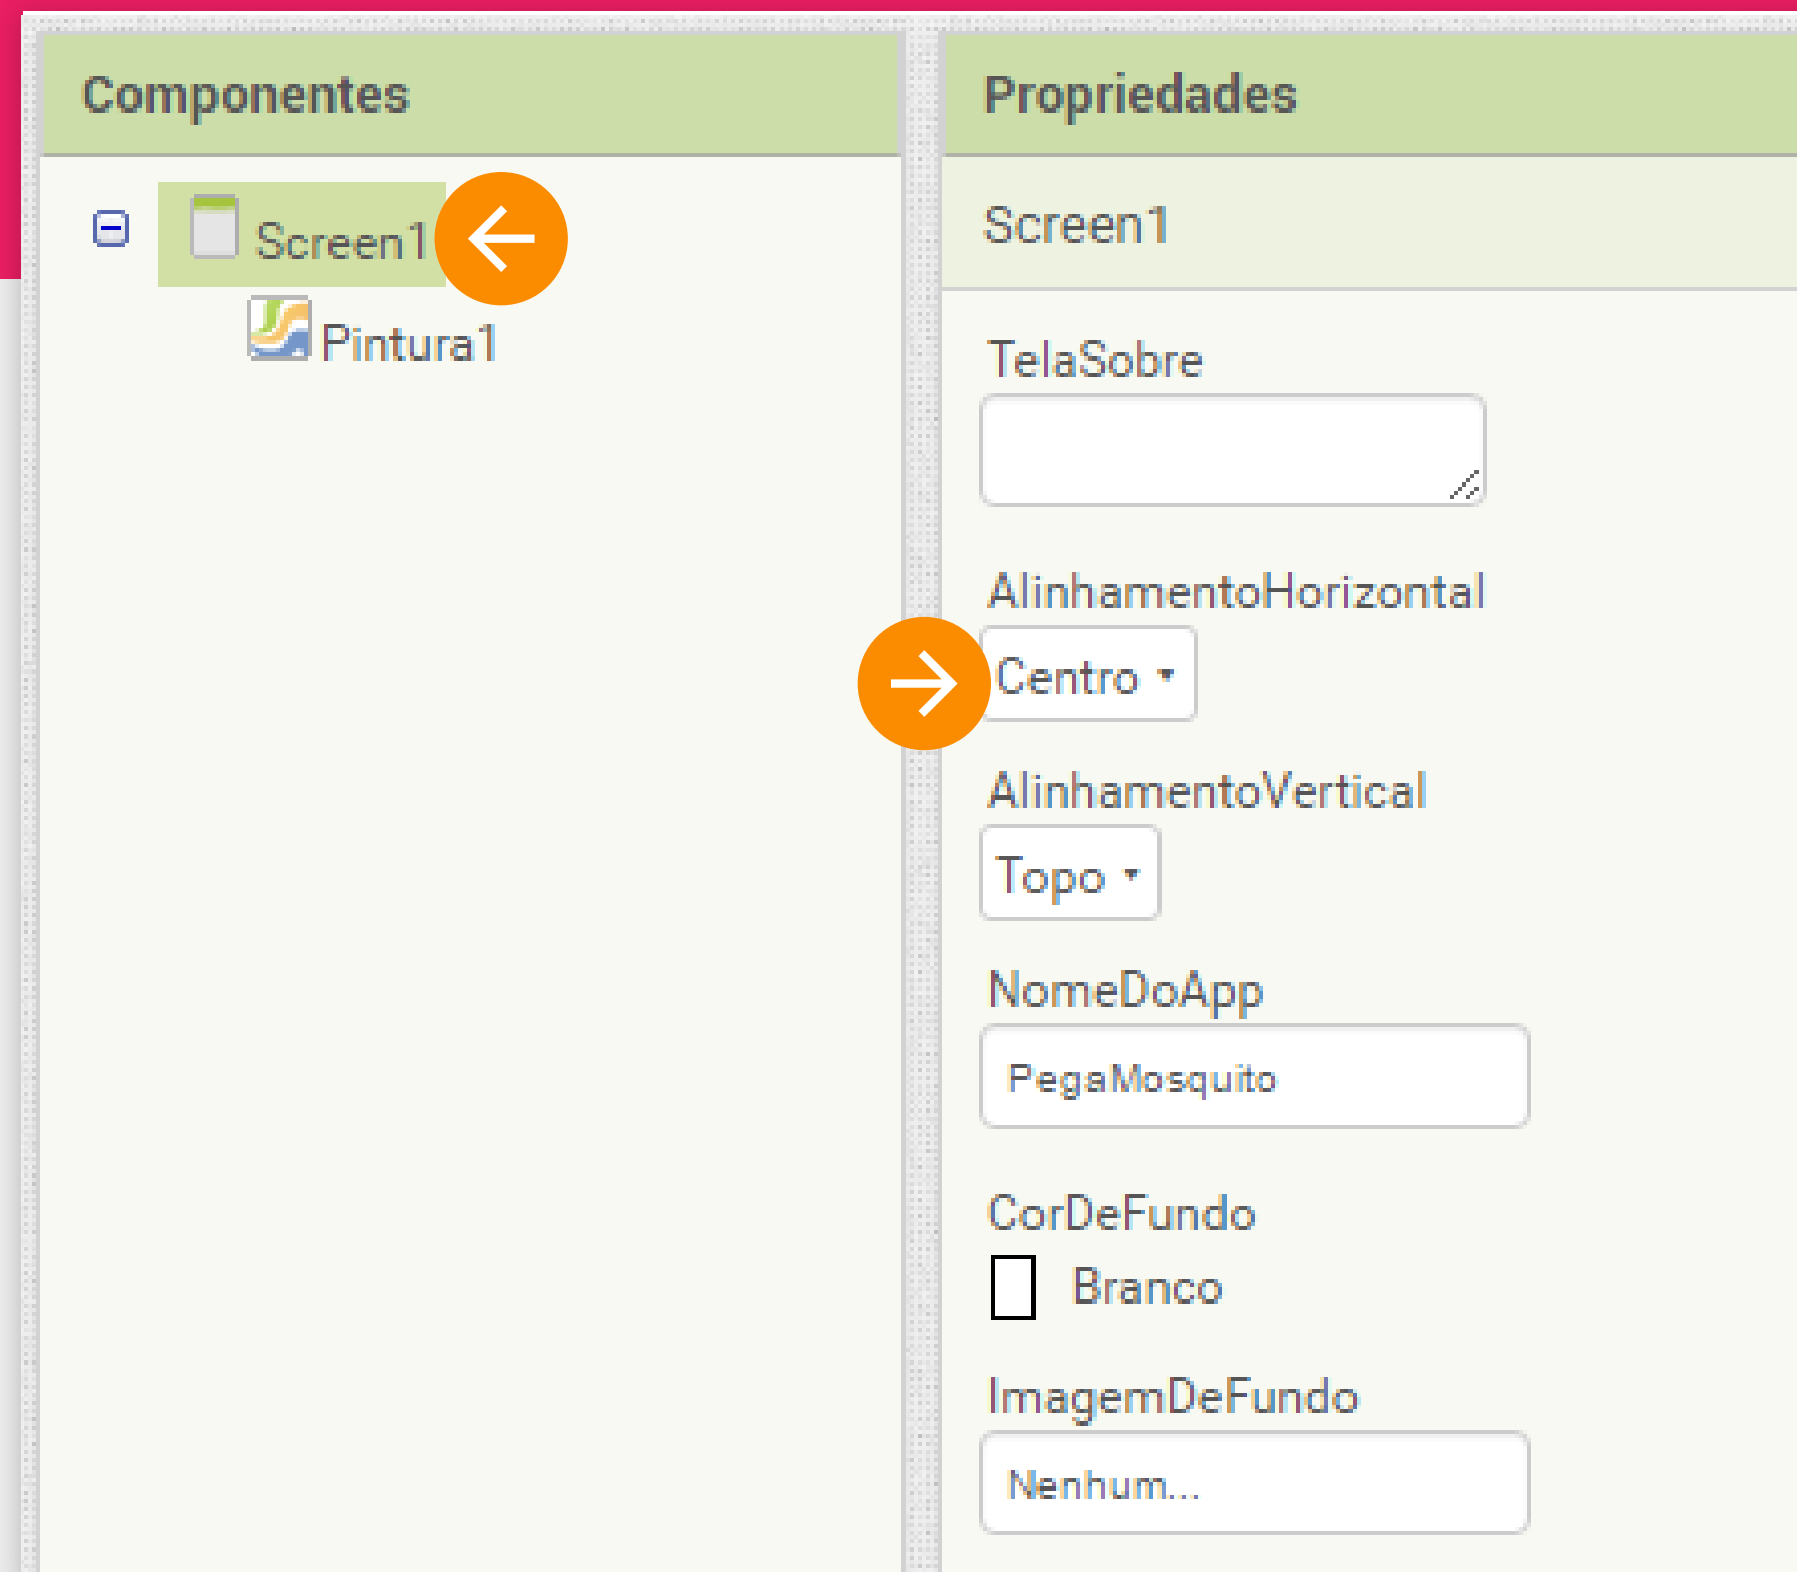 Componentes
Screen1
Pintura1
Propriedades
Screen1
TelaSobre
AlinhamentoHorizontal
Centro
AlinhamentoVertical
Topo
NomeDoApp
PegaMosquito
CorDeFundo
Branco
ImagemDeFundo
Nenhum...